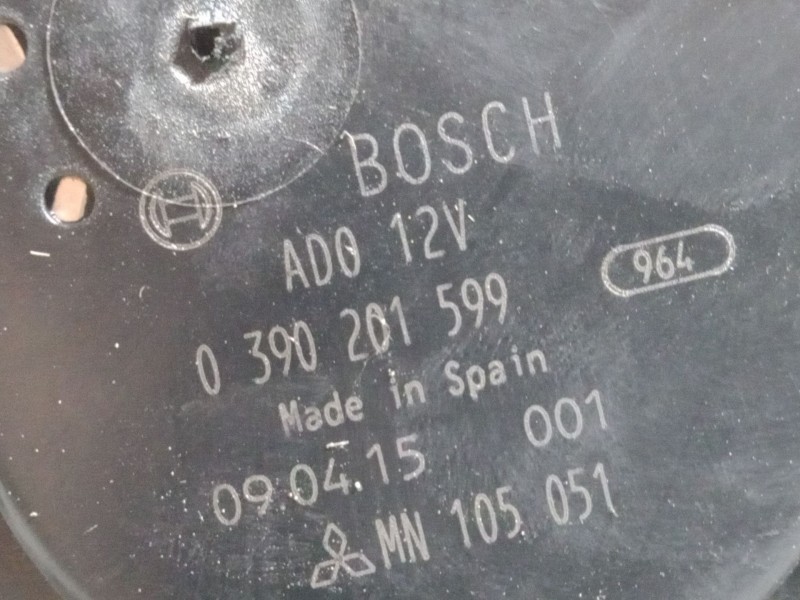 BOSCH
AD0 12V
964
0 390 201 599
Made in Spain
09.04.15 001
MN 105 051